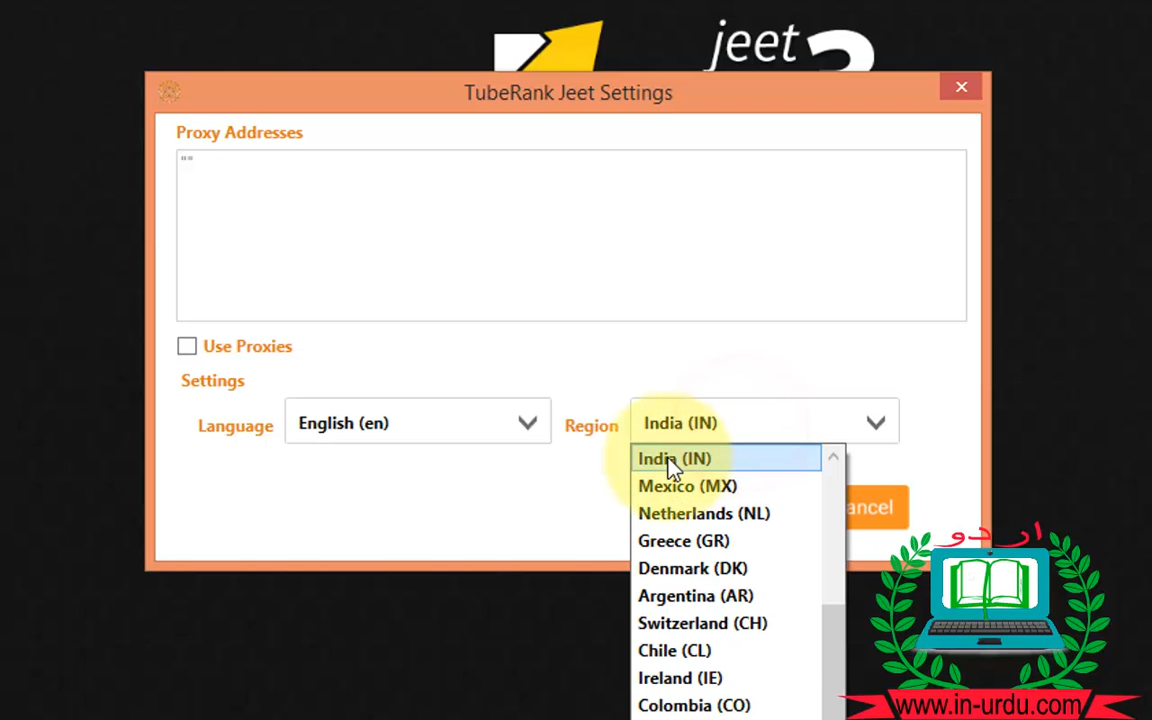 jeet 3
TubeRank Jeet Settings
Proxy Addresses
""
Use Proxies
Settings
Language
English (en)
Region
India (IN)
India (IN)
Mexico (MX)
Netherlands (NL)
Greece (GR)
Denmark (DK)
Argentina (AR)
Switzerland (CH)
Chile (CL)
Ireland (IE)
Colombia (CO)
ancel
اردو
www.in-urdu.com